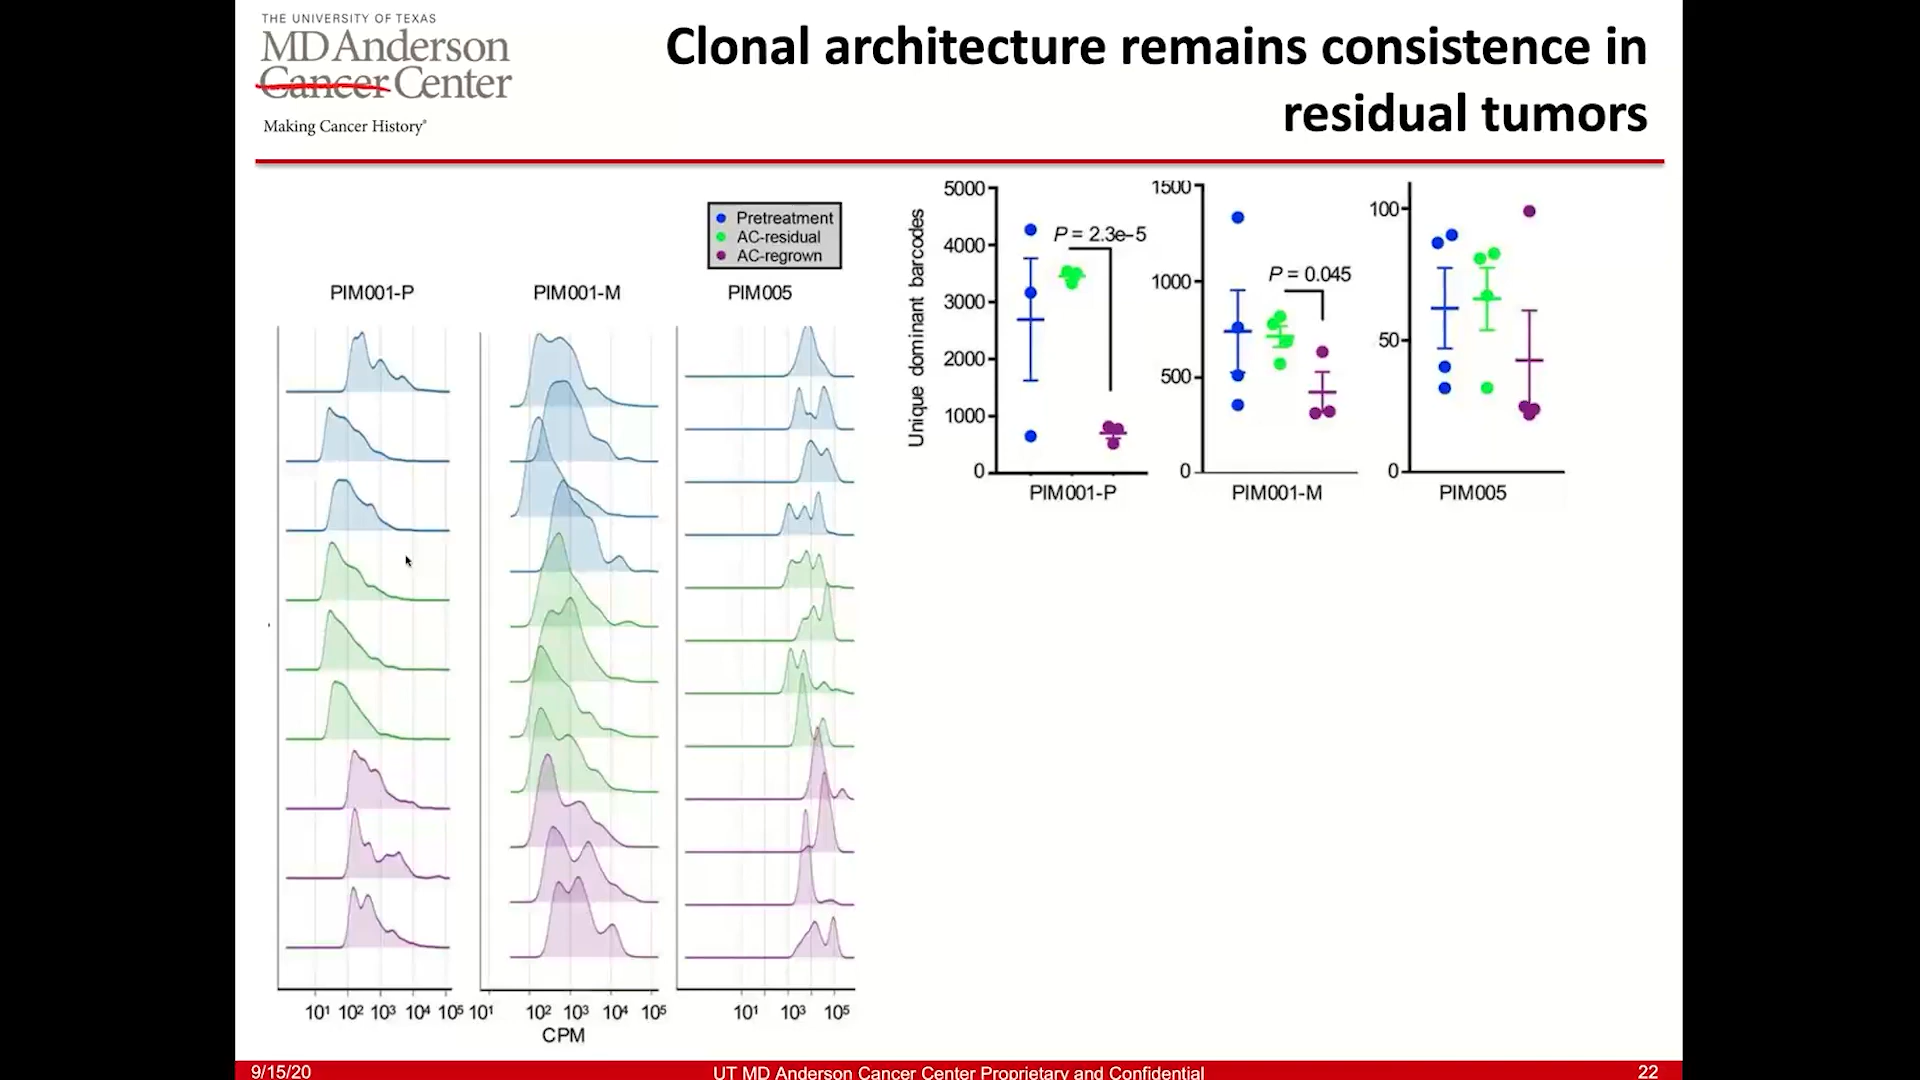 THE UNIVERSITY OF TEXAS
MD Anderson
Cancer Center
Making Cancer History®
Clonal architecture remains consistence in
residual tumors
Pretreatment
AC-residual
AC-regrown
PIM001-P
PIM001-M
PIM005
10¹ 10² 10³ 10⁴ 10⁵
10¹ 10² 10³ 10⁴ 10⁵
10¹ 10³ 10⁵
CPM
Unique dominant barcodes
5000
4000
3000
2000
1000
0
P = 2.3e–5
PIM001-P
1500
1000
500
0
P = 0.045
PIM001-M
100
50
0
PIM005
9/15/20
UT MD Anderson Cancer Center Proprietary and Confidential
22